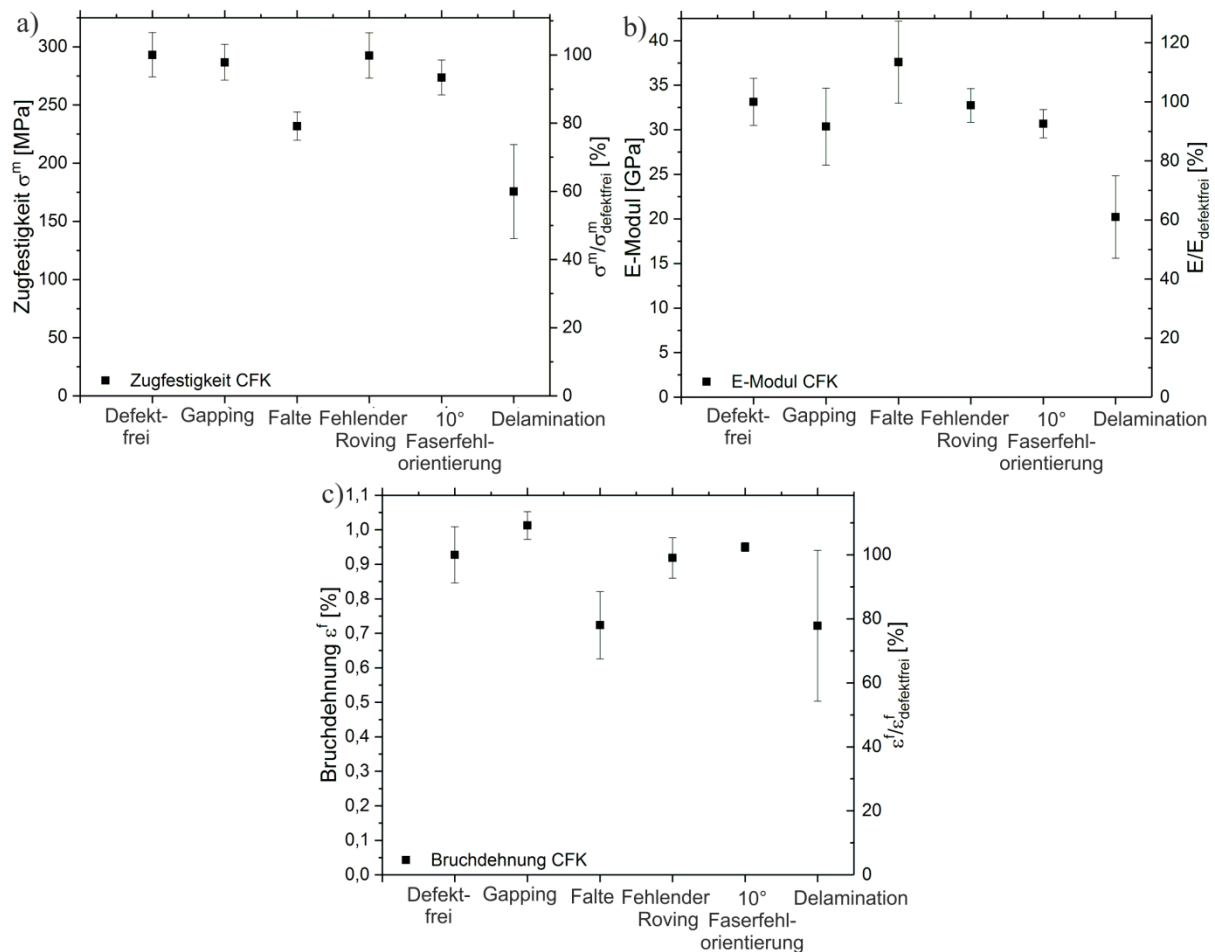 a)
300
250
200
150
100
50
0
Zugfestigkeit σᵐ [MPa]
100
80
60
40
20
0
σᵐ/σᵐdefektfrei [%]
Zugfestigkeit CFK
Defekt-
frei
Gapping
Falte
Fehlender
Roving
10°
Faserfehl-
orientierung
Delamination
b)
40
35
30
25
20
15
10
5
0
E-Modul [GPa]
120
100
80
60
40
20
0
E/Edefektfrei [%]
E-Modul CFK
Defekt-
frei
Gapping
Falte
Fehlender
Roving
10°
Faserfehl-
orientierung
Delamination
c)
1,1
1,0
0,9
0,8
0,7
0,6
0,5
0,4
0,3
0,2
0,1
0,0
Bruchdehnung εᶠ [%]
100
80
60
40
20
0
εᶠ/εᶠdefektfrei [%]
Bruchdehnung CFK
Defekt-
frei
Gapping
Falte
Fehlender
Roving
10°
Faserfehl-
orientierung
Delamination